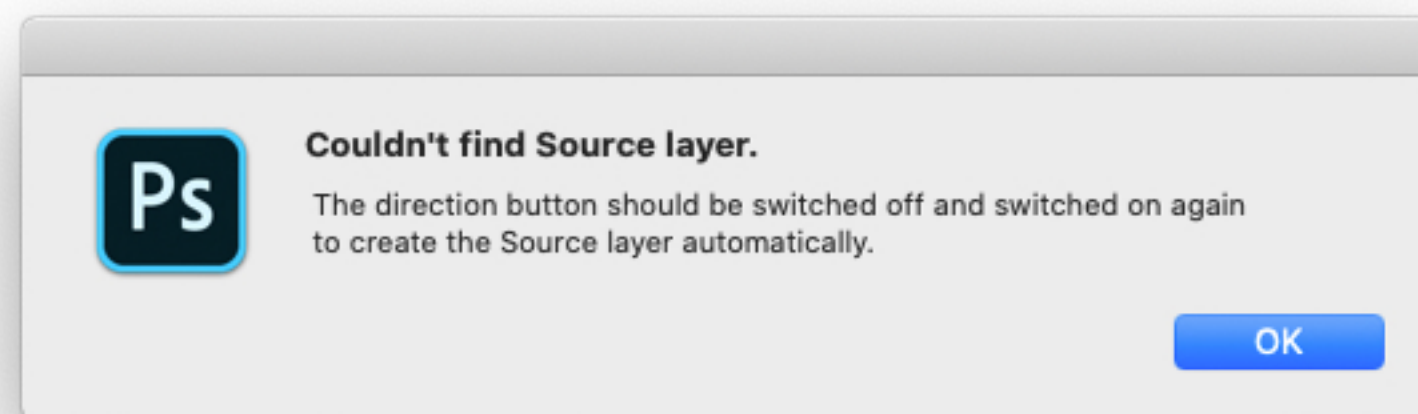 Ps
Couldn't find Source layer.
The direction button should be switched off and switched on again
to create the Source layer automatically.
OK